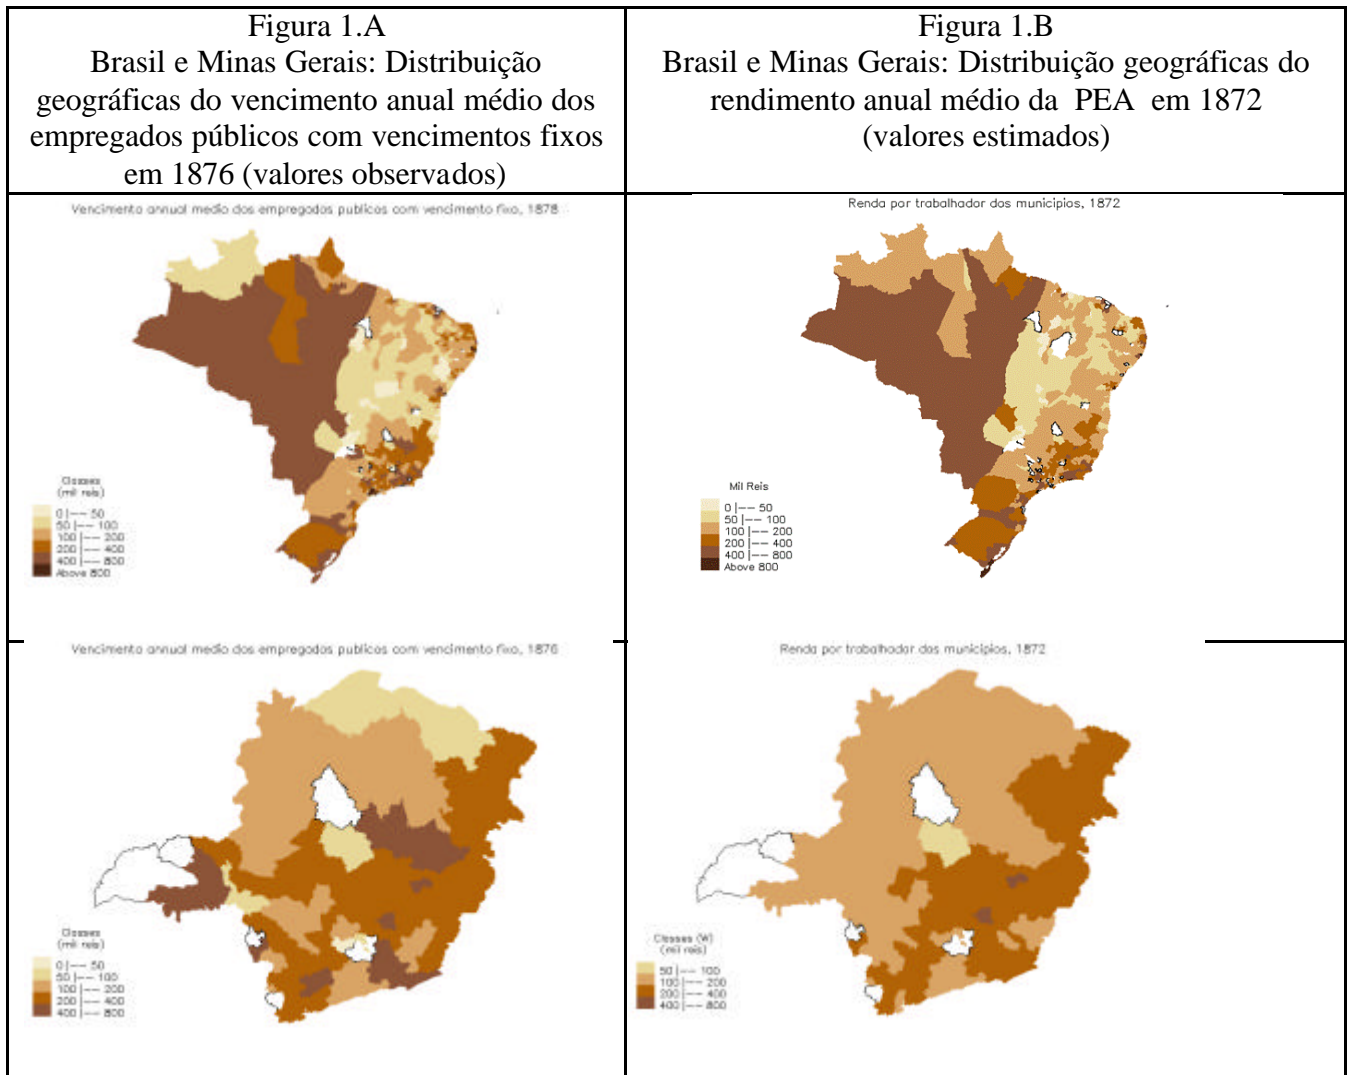 Figura 1.A
Brasil e Minas Gerais: Distribuição
geográficas do vencimento anual médio dos
empregados públicos com vencimentos fixos
em 1876 (valores observados)
Figura 1.B
Brasil e Minas Gerais: Distribuição geográficas do
rendimento anual médio da PEA em 1872
(valores estimados)
Vencimento annual medio dos empregados publicos com vencimento fixo, 1878
Classes
(mil reis)
0 |-- 50
50 |-- 100
100 |-- 200
200 |-- 400
400 |-- 800
Above 800
Renda por trabalhador dos municipios, 1872
Mil Reis
0 |-- 50
50 |-- 100
100 |-- 200
200 |-- 400
400 |-- 800
Above 800
Vencimento annual medio dos empregados publicos com vencimento fixo, 1876
Classes
(mil reis)
0 |-- 50
50 |-- 100
100 |-- 200
200 |-- 400
400 |-- 800
Renda por trabalhador dos municipios, 1872
Classes (W)
(mil reis)
50 |-- 100
100 |-- 200
200 |-- 400
400 |-- 800